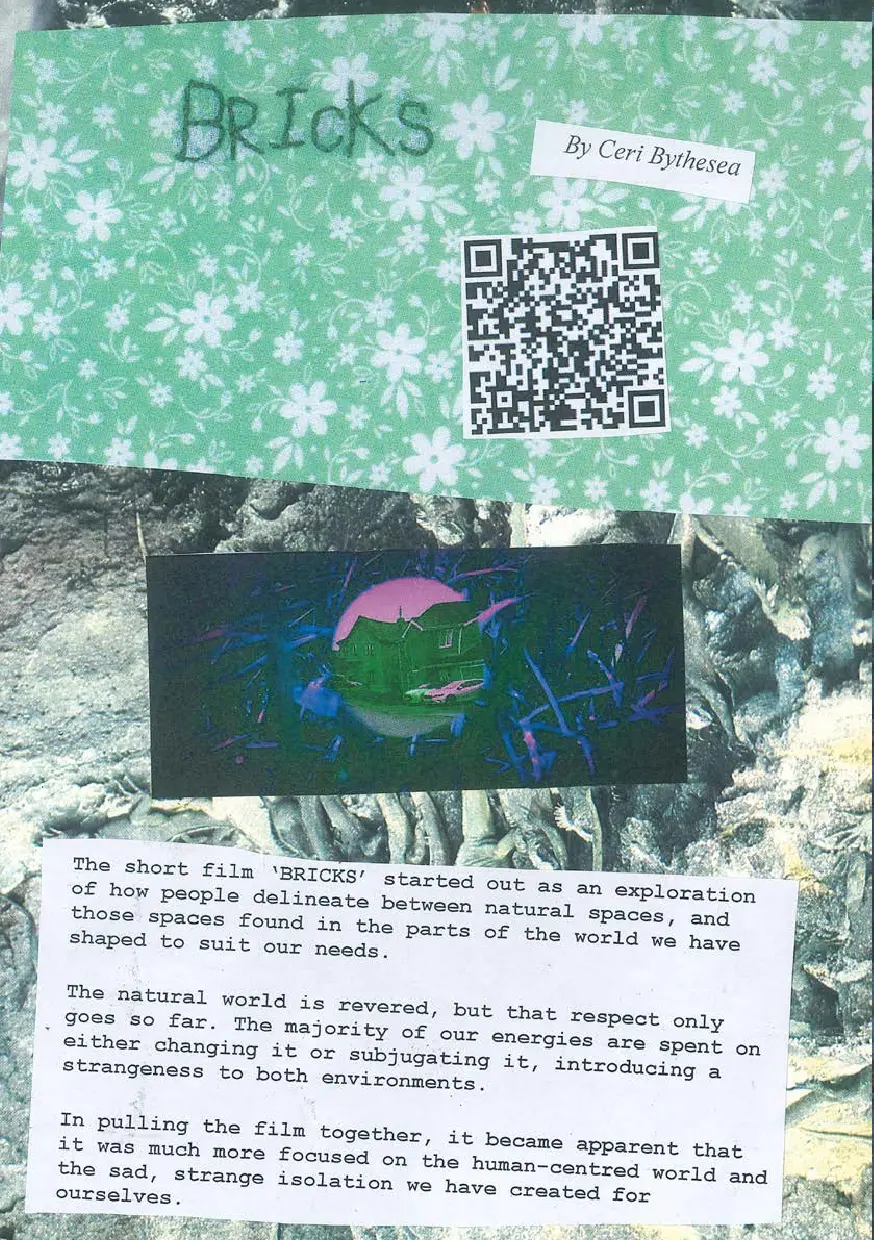 BRIcKs
By Ceri Bythesea
The short film ‘BRICKS’ started out as an exploration
of how people delineate between natural spaces, and
those spaces found in the parts of the world we have
shaped to suit our needs.
The natural world is revered, but that respect only
goes so far. The majority of our energies are spent on
either changing it or subjugating it, introducing a
strangeness to both environments.
In pulling the film together, it became apparent that
it was much more focused on the human-centred world and
the sad, strange isolation we have created for
ourselves.